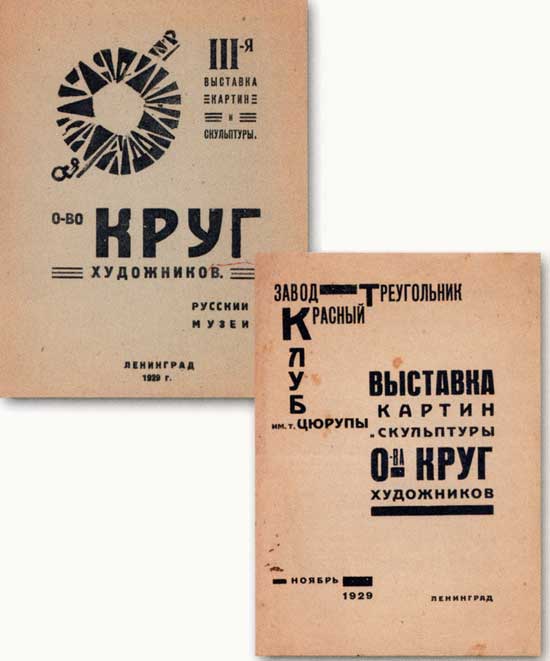 III-Я
ВЫСТАВКА
КАРТИН
И
СКУЛЬПТУРЫ.
О-ВО КРУГ
ХУДОЖНИКОВ.
РУССКИЙ
МУЗЕЙ
ЛЕНИНГРАД
1929 г.
ЗАВОД ТРЕУГОЛЬНИК
КРАСНЫЙ
КЛУБ
ИМ. Т. ЦЮРУПЫ
ВЫСТАВКА
КАРТИН
И СКУЛЬПТУРЫ
О-ВА КРУГ
ХУДОЖНИКОВ
НОЯБРЬ
1929
ЛЕНИНГРАД